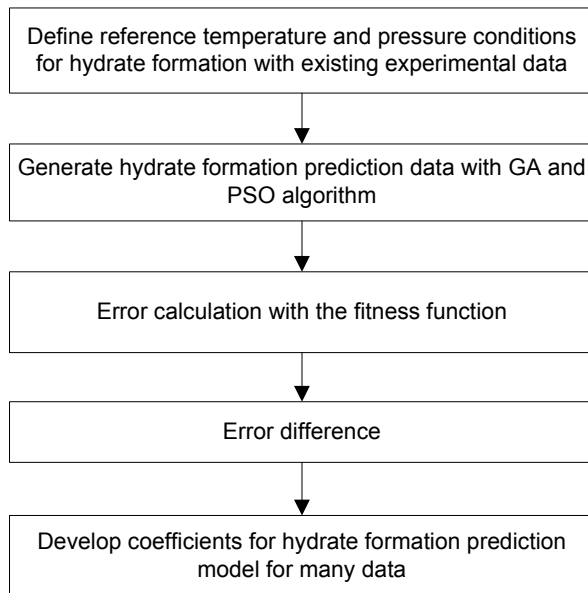 Define reference temperature and pressure conditions
for hydrate formation with existing experimental data
Generate hydrate formation prediction data with GA and
PSO algorithm
Error calculation with the fitness function
Error difference
Develop coefficients for hydrate formation prediction
model for many data